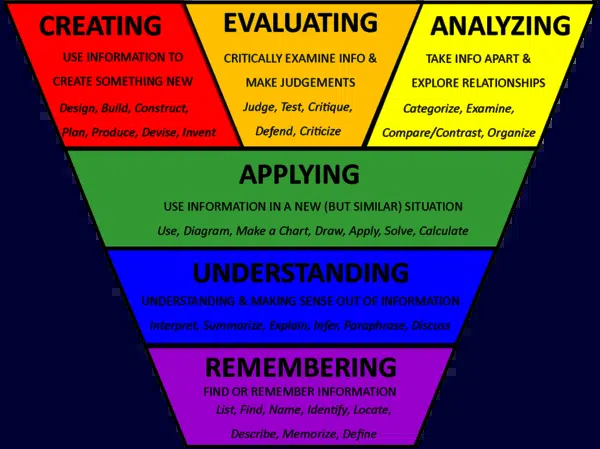 CREATING
USE INFORMATION TO
CREATE SOMETHING NEW
Design, Build, Construct,
Plan, Produce, Devise, Invent
EVALUATING
CRITICALLY EXAMINE INFO &
MAKE JUDGEMENTS
Judge, Test, Critique,
Defend, Criticize
ANALYZING
TAKE INFO APART &
EXPLORE RELATIONSHIPS
Categorize, Examine,
Compare/Contrast, Organize
APPLYING
USE INFORMATION IN A NEW (BUT SIMILAR) SITUATION
Use, Diagram, Make a Chart, Draw, Apply, Solve, Calculate
UNDERSTANDING
UNDERSTANDING & MAKING SENSE OUT OF INFORMATION
Interpret, Summarize, Explain, Infer, Paraphrase, Discuss
REMEMBERING
FIND OR REMEMBER INFORMATION
List, Find, Name, Identify, Locate,
Describe, Memorize, Define